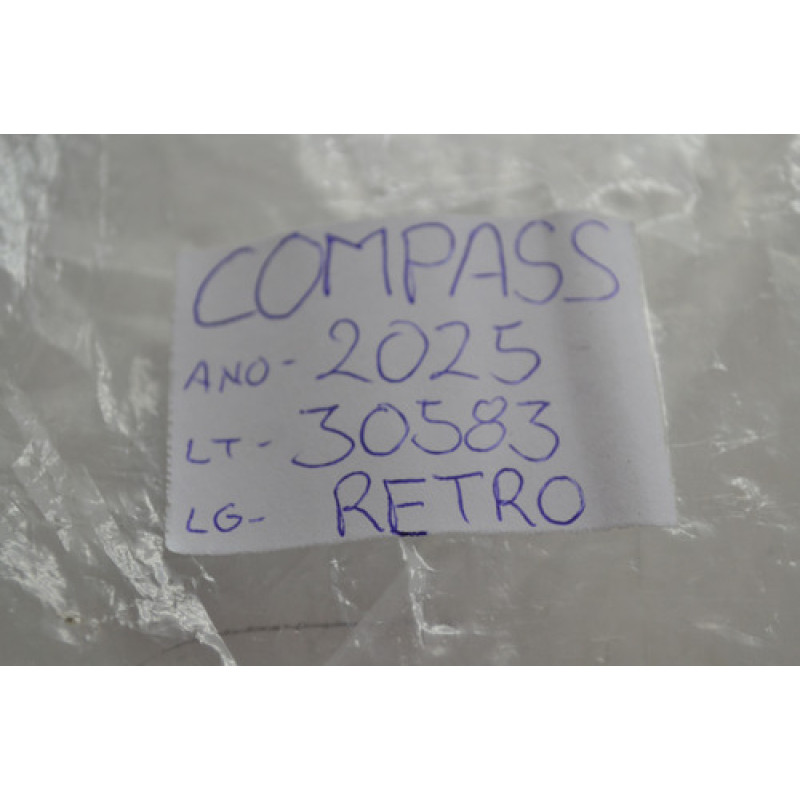 COMPASS
ANO- 2025
LT- 30583
LG- RETRO